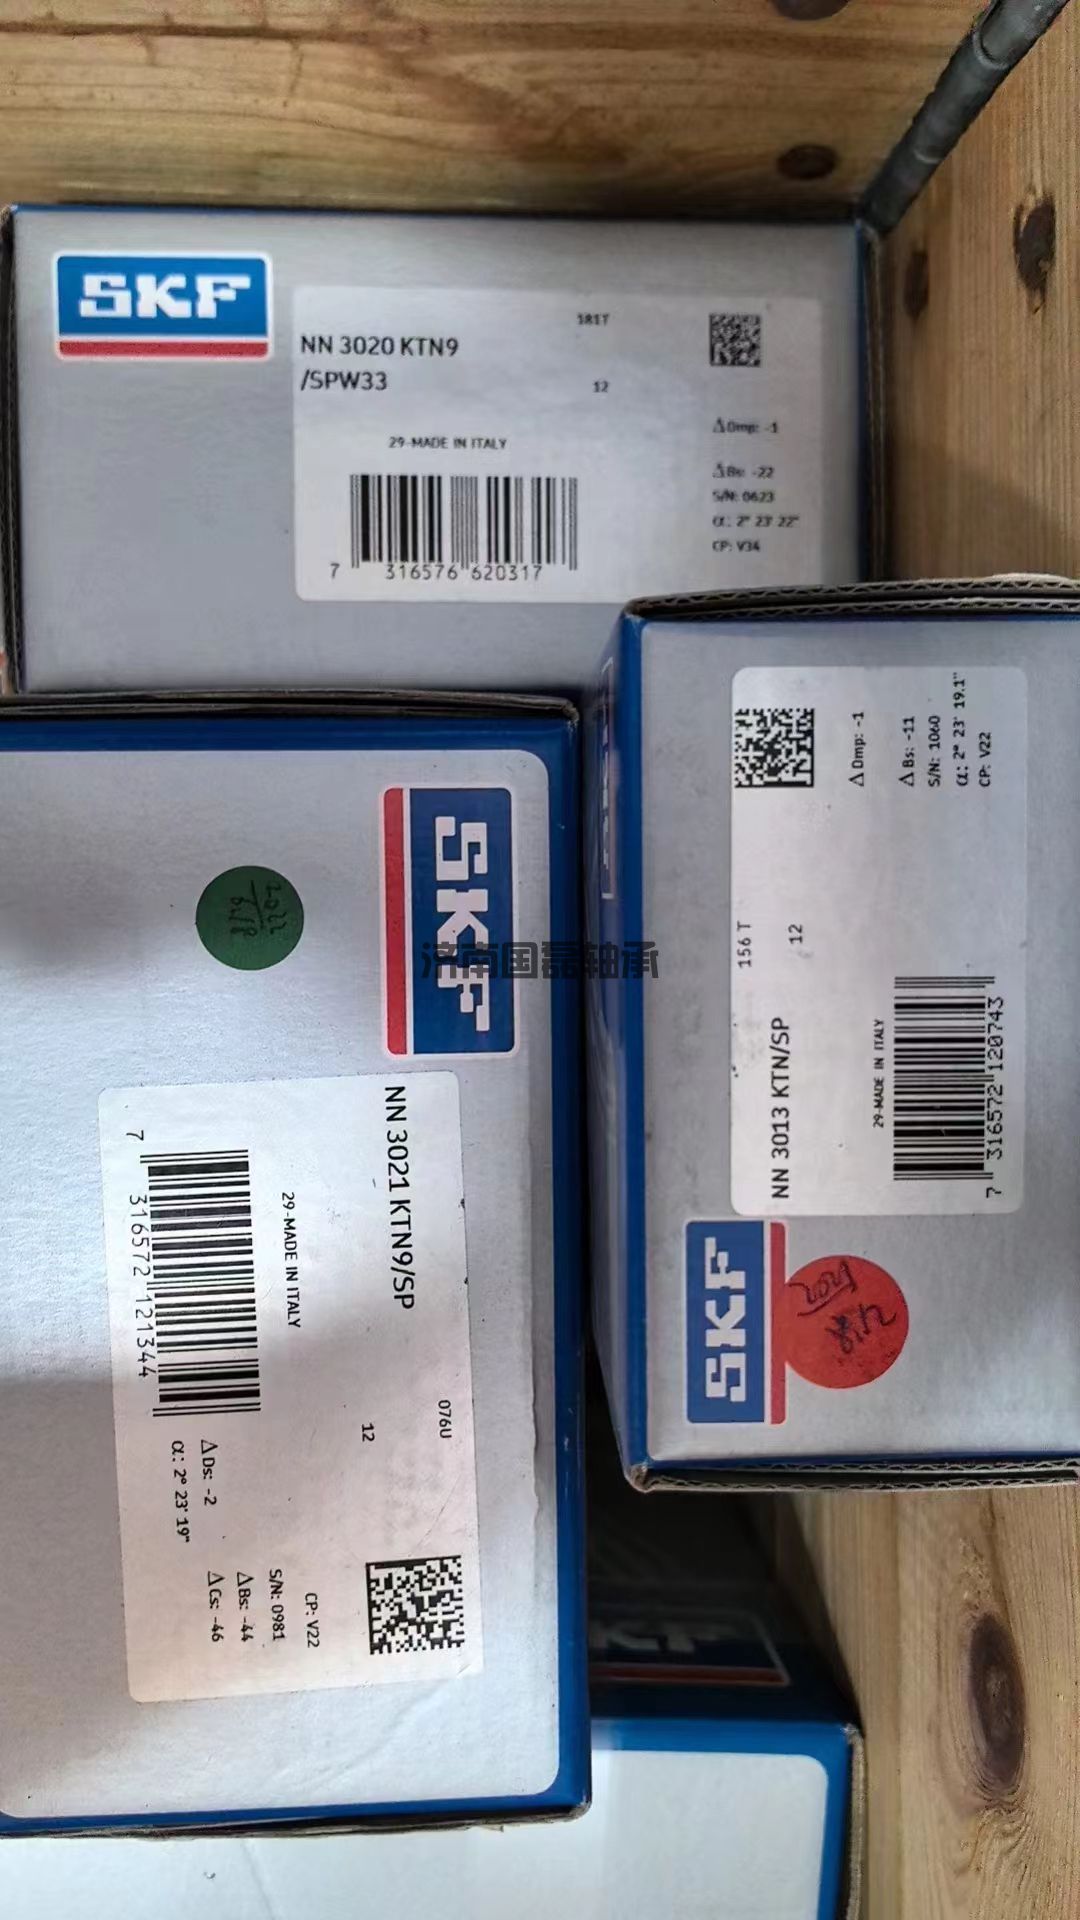 SKF
NN 3020 KTN9
/SPW33
181T
12
29-MADE IN ITALY
7 316576 620317
ΔDmp: -1
ΔBs: -22
S/N: 0623
α: 2° 23' 22"
CP: V34
SKF
NN 3021 KTN9/SP
076U
12
29-MADE IN ITALY
7 316572 121344
ΔDs: -2
α: 2° 23' 19"
CP: V22
S/N: 0981
ΔBs: -44
ΔCs: -46
SKF
NN 3013 KTN/SP
156T
12
29-MADE IN ITALY
7 316572 120743
ΔDmp: -1
ΔBs: -11
S/N: 1060
α: 2° 23' 19.1"
CP: V22
济南国磊轴承
SKF